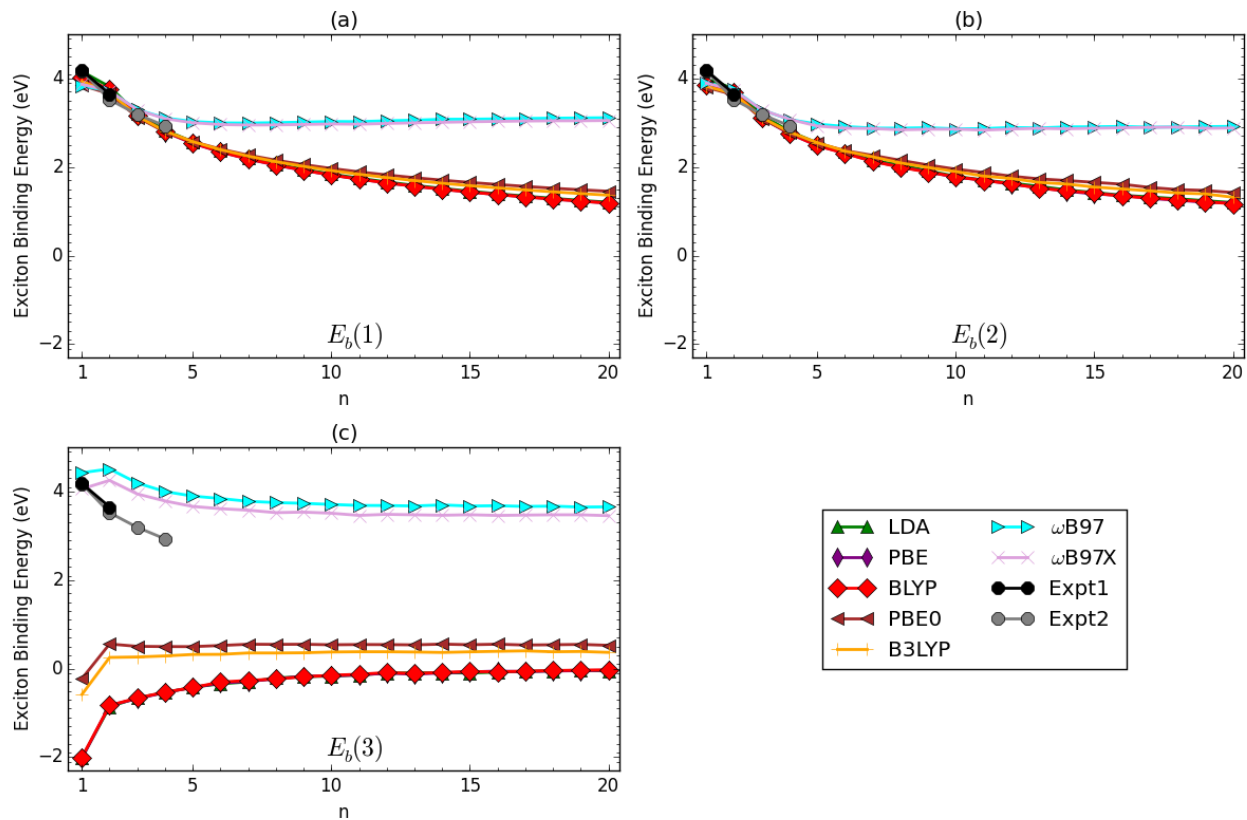 (a)
Exciton Binding Energy (eV)
4
2
0
−2
E_b(1)
1 5 10 15 20
n
(b)
Exciton Binding Energy (eV)
4
2
0
−2
E_b(2)
1 5 10 15 20
n
(c)
Exciton Binding Energy (eV)
4
2
0
−2
E_b(3)
1 5 10 15 20
n
LDA
PBE
BLYP
PBE0
B3LYP
ωB97
ωB97X
Expt1
Expt2